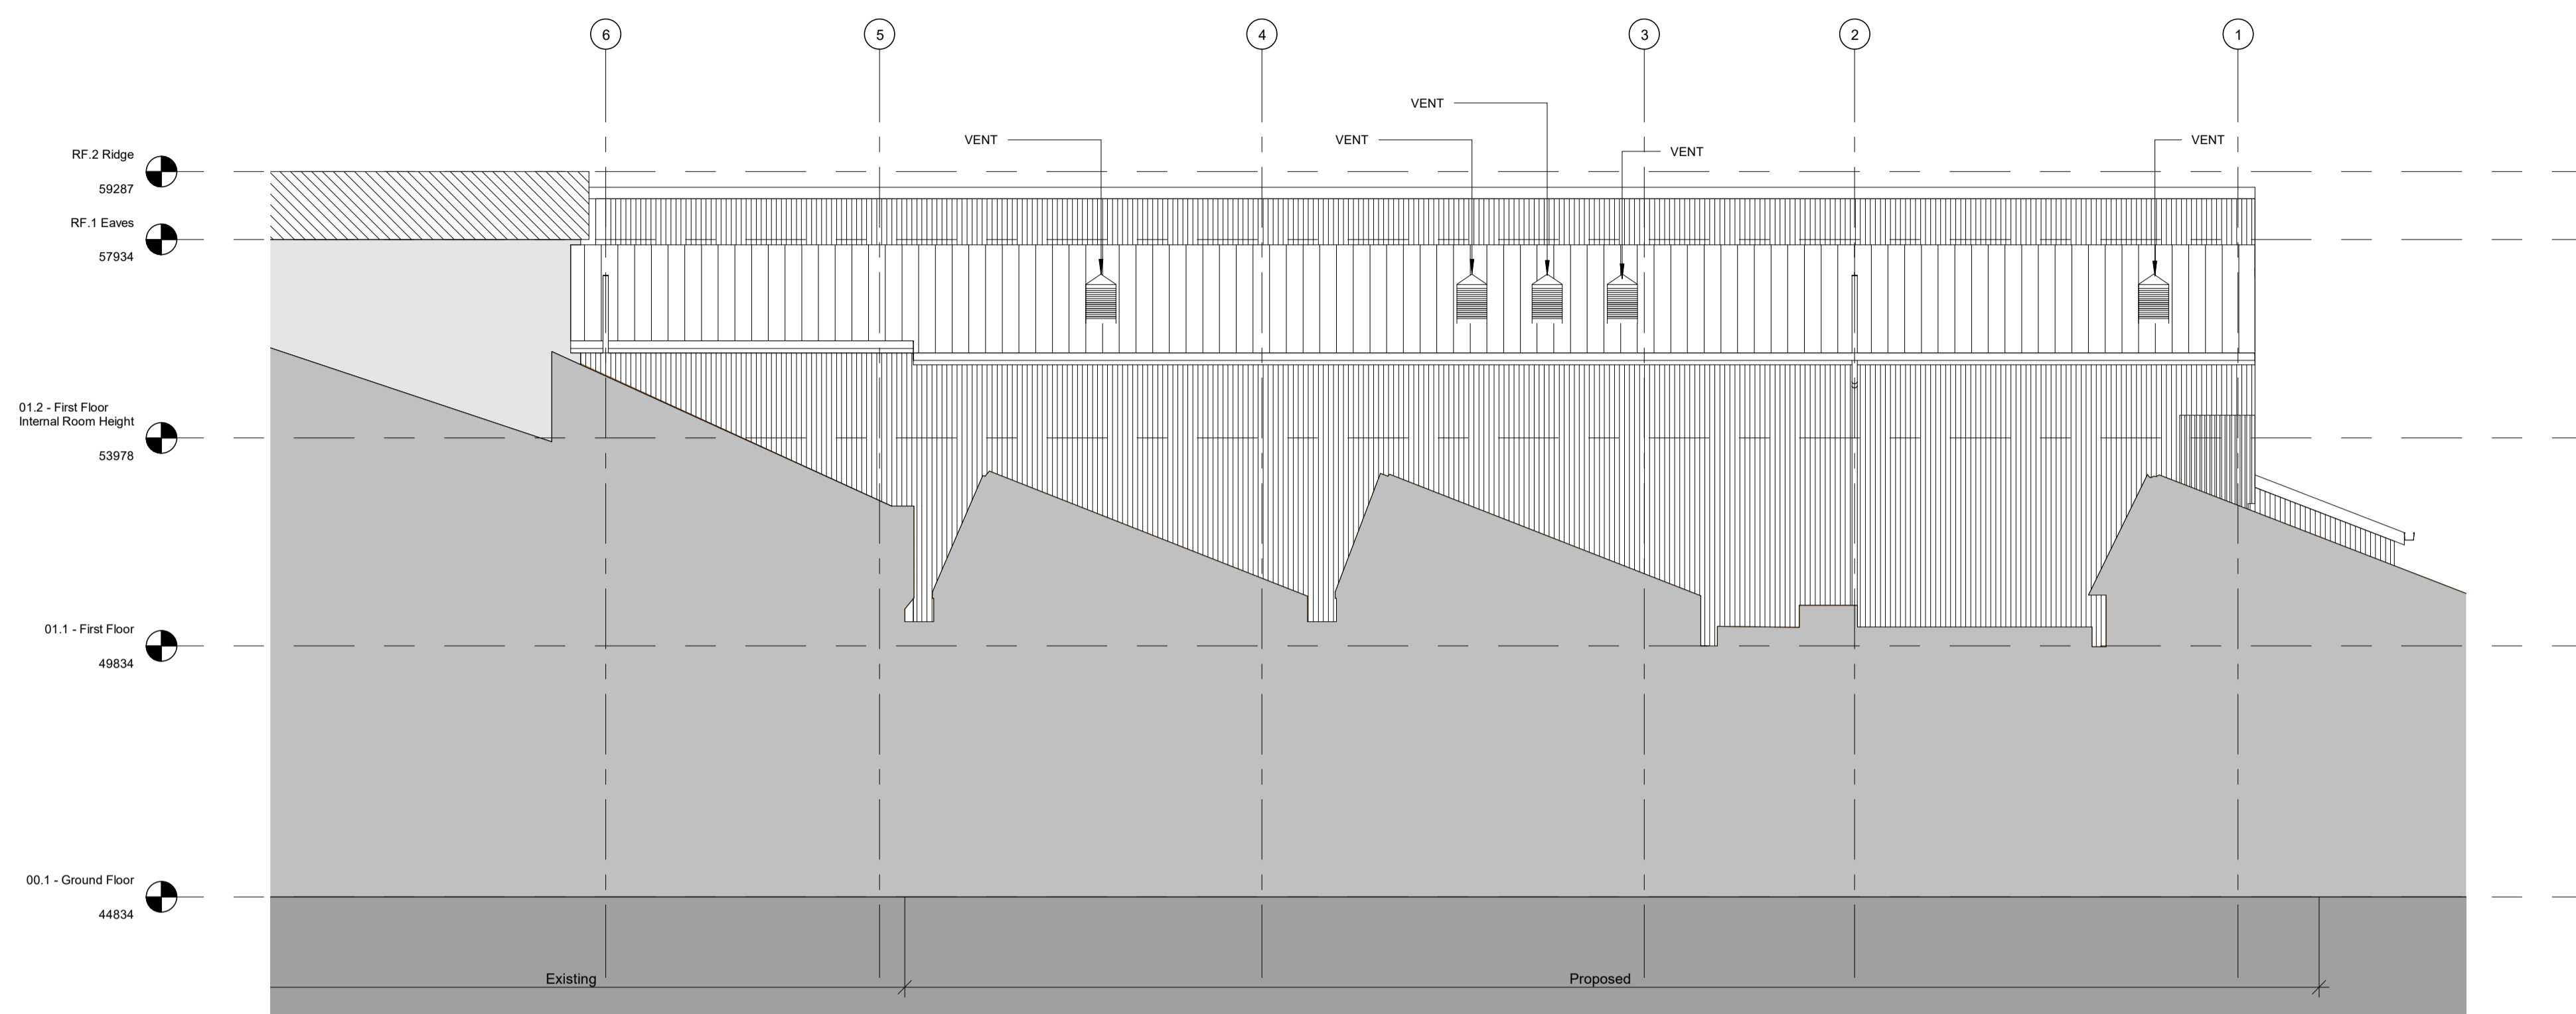 6
5
4
3
2
1
VENT
VENT
VENT
VENT
VENT
RF.2 Ridge
59287
RF.1 Eaves
57934
01.2 - First Floor
Internal Room Height
53978
01.1 - First Floor
49834
00.1 - Ground Floor
44834
Existing
Proposed